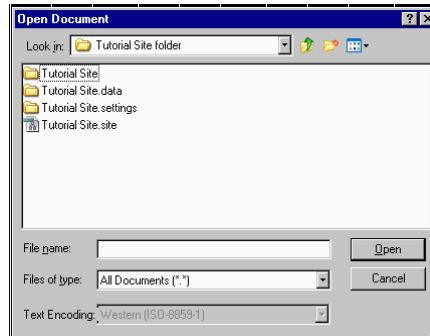 Open Document
Look in: Tutorial Site folder
Tutorial Site
Tutorial Site.data
Tutorial Site.settings
Tutorial Site.site
File name:
Open
Files of type: All Documents (*.*)
Cancel
Text Encoding: Western (ISO-8859-1)